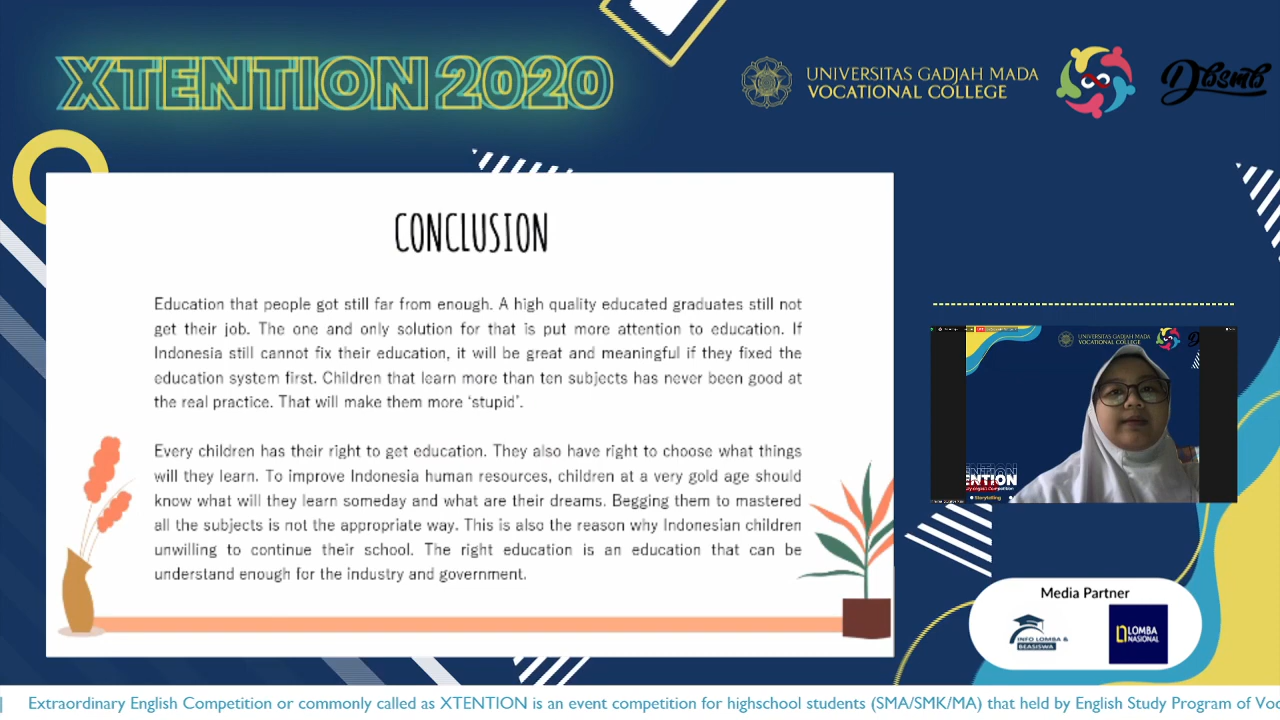 XTENTION 2020
UNIVERSITAS GADJAH MADA
VOCATIONAL COLLEGE
Dbsmb
CONCLUSION
Education that people got still far from enough. A high quality educated graduates still not
get their job. The one and only solution for that is put more attention to education. If
Indonesia still cannot fix their education, it will be great and meaningful if they fixed the
education system first. Children that learn more than ten subjects has never been good at
the real practice. That will make them more ‘stupid’.
Every children has their right to get education. They also have right to choose what things
will they learn. To improve Indonesia human resources, children at a very gold age should
know what will they learn someday and what are their dreams. Begging them to mastered
all the subjects is not the appropriate way. This is also the reason why Indonesian children
unwilling to continue their school. The right education is an education that can be
understand enough for the industry and government.
UNIVERSITAS GADJAH MADA
VOCATIONAL COLLEGE
ENTION
Storytelling
Media Partner
INFO LOMBA &
BEASISWA
LOMBA
NASIONAL
Extraordinary English Competition or commonly called as XTENTION is an event competition for highschool students (SMA/SMK/MA) that held by English Study Program of Voc